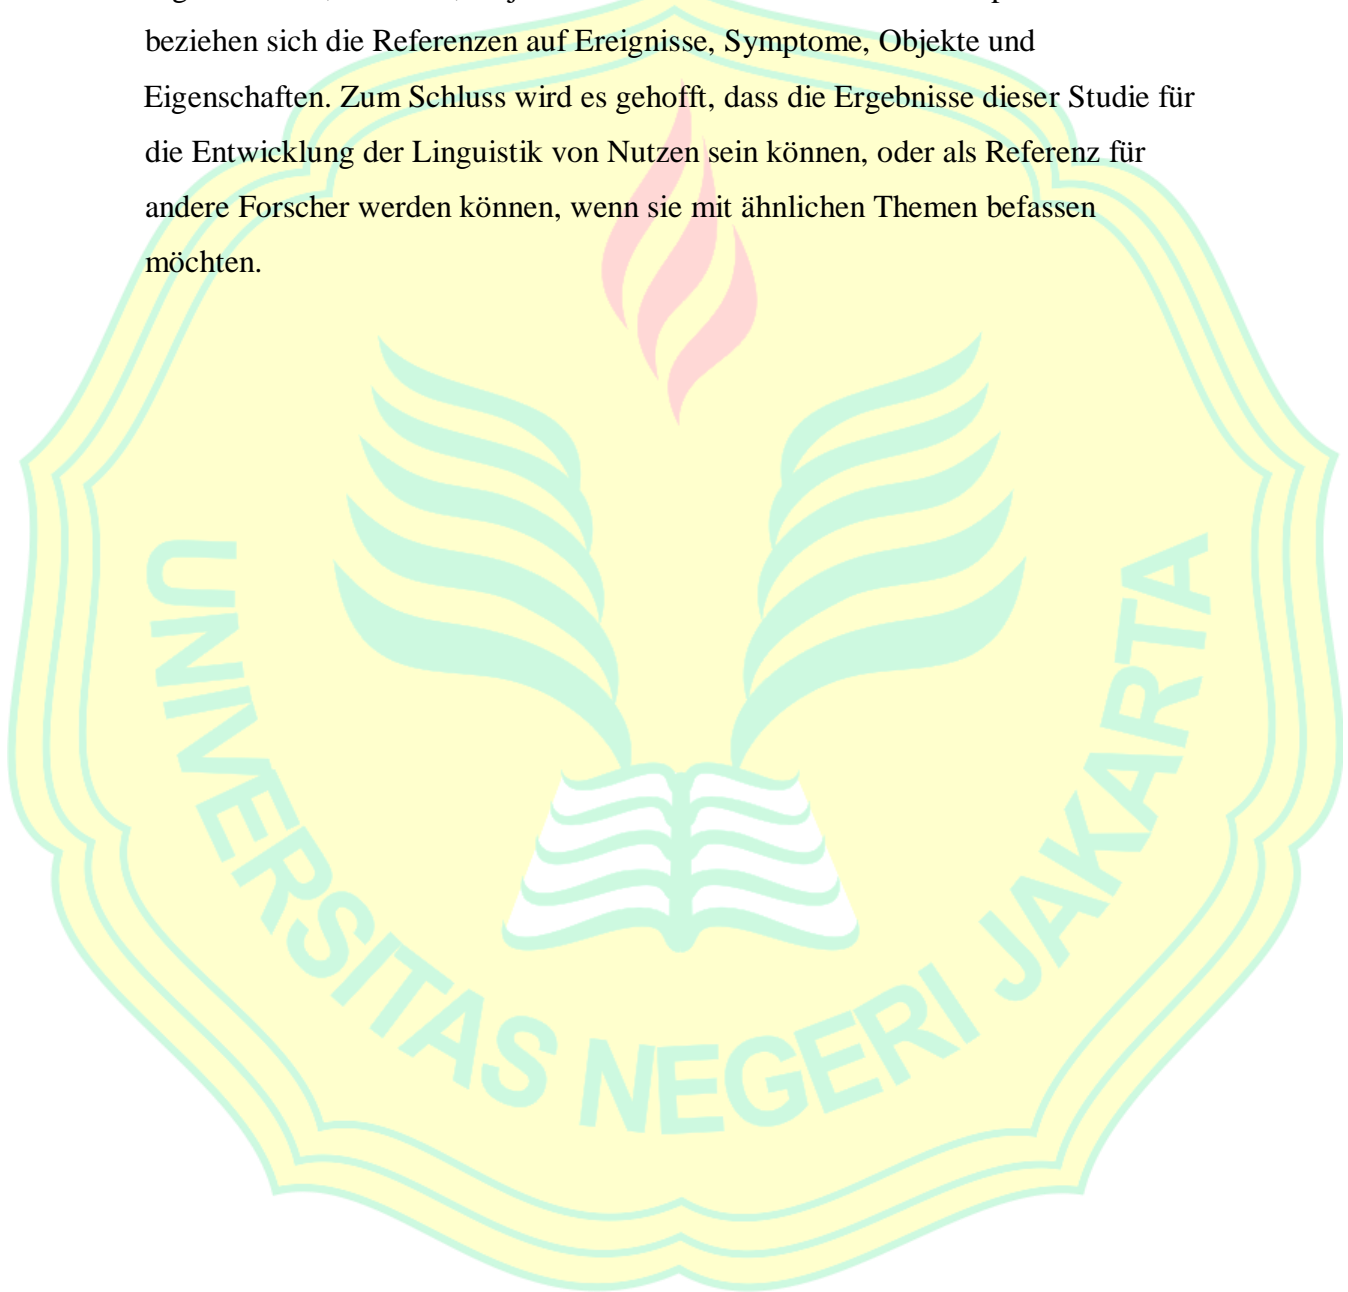 beziehen sich die Referenzen auf Ereignisse, Symptome, Objekte und
Eigenschaften. Zum Schluss wird es gehofft, dass die Ergebnisse dieser Studie für
die Entwicklung der Linguistik von Nutzen sein können, oder als Referenz für
andere Forscher werden können, wenn sie mit ähnlichen Themen befassen
möchten.
UNIVERSITAS NEGERI JAKARTA